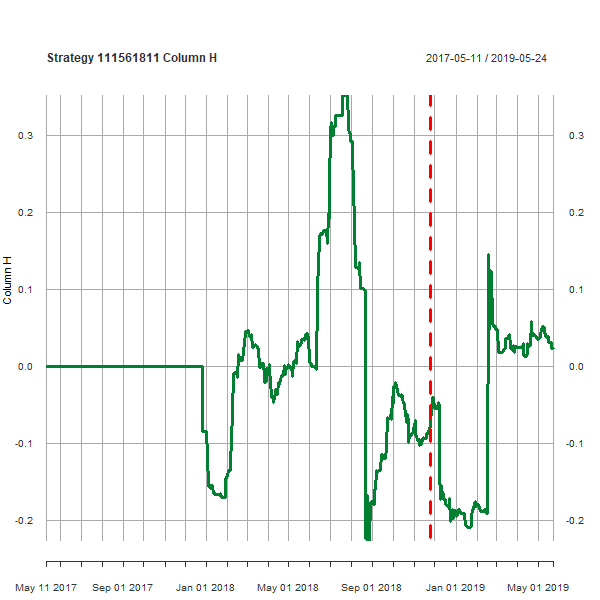 Strategy 111561811 Column H
2017-05-11 / 2019-05-24
Column H
0.3 0.3
0.2 0.2
0.1 0.1
0.0 0.0
-0.1 -0.1
-0.2 -0.2
May 11 2017 Sep 01 2017 Jan 01 2018 May 01 2018 Sep 01 2018 Jan 01 2019 May 01 2019